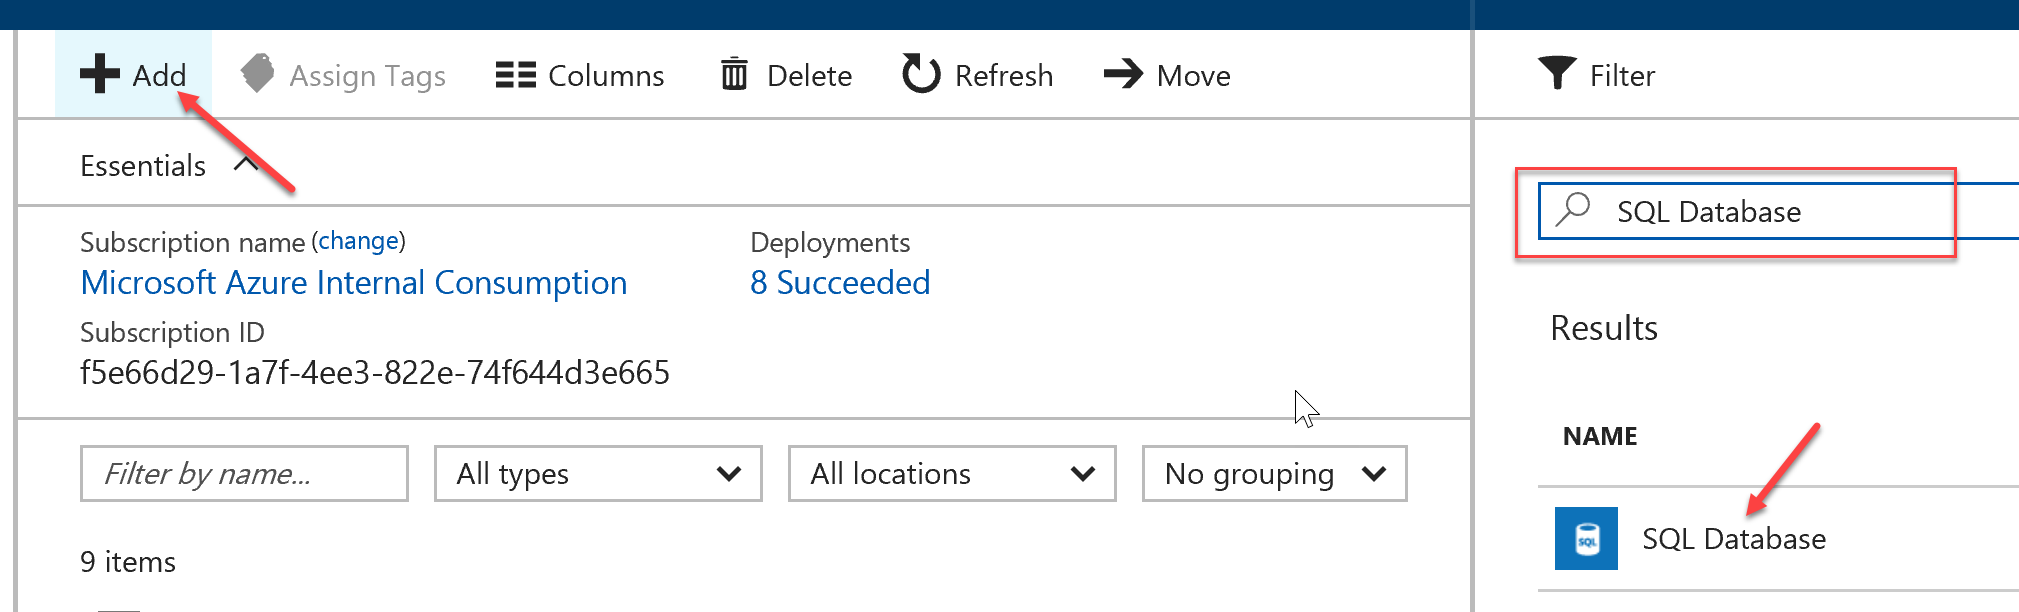 Add Assign Tags Columns Delete Refresh Move
Essentials
Subscription name (change)
Microsoft Azure Internal Consumption
Deployments
8 Succeeded
Subscription ID
f5e66d29-1a7f-4ee3-822e-74f644d3e665
Filter by name... All types All locations No grouping
9 items
Filter
SQL Database
Results
NAME
SQL SQL Database